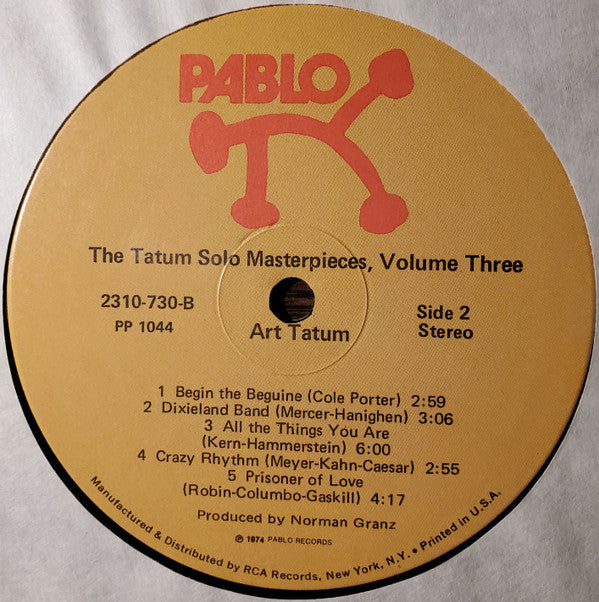 PABLO
The Tatum Solo Masterpieces, Volume Three
2310-730-B
PP 1044
Art Tatum
Side 2
Stereo
1 Begin the Beguine (Cole Porter) 2:59
2 Dixieland Band (Mercer-Hanighen) 3:06
3 All the Things You Are
(Kern-Hammerstein) 6:00
4 Crazy Rhythm (Meyer-Kahn-Caesar) 2:55
5 Prisoner of Love
(Robin-Columbo-Gaskill) 4:17
Produced by Norman Granz
℗ 1974 PABLO RECORDS
Manufactured & Distributed by RCA Records, New York, N.Y. • Printed in U.S.A.